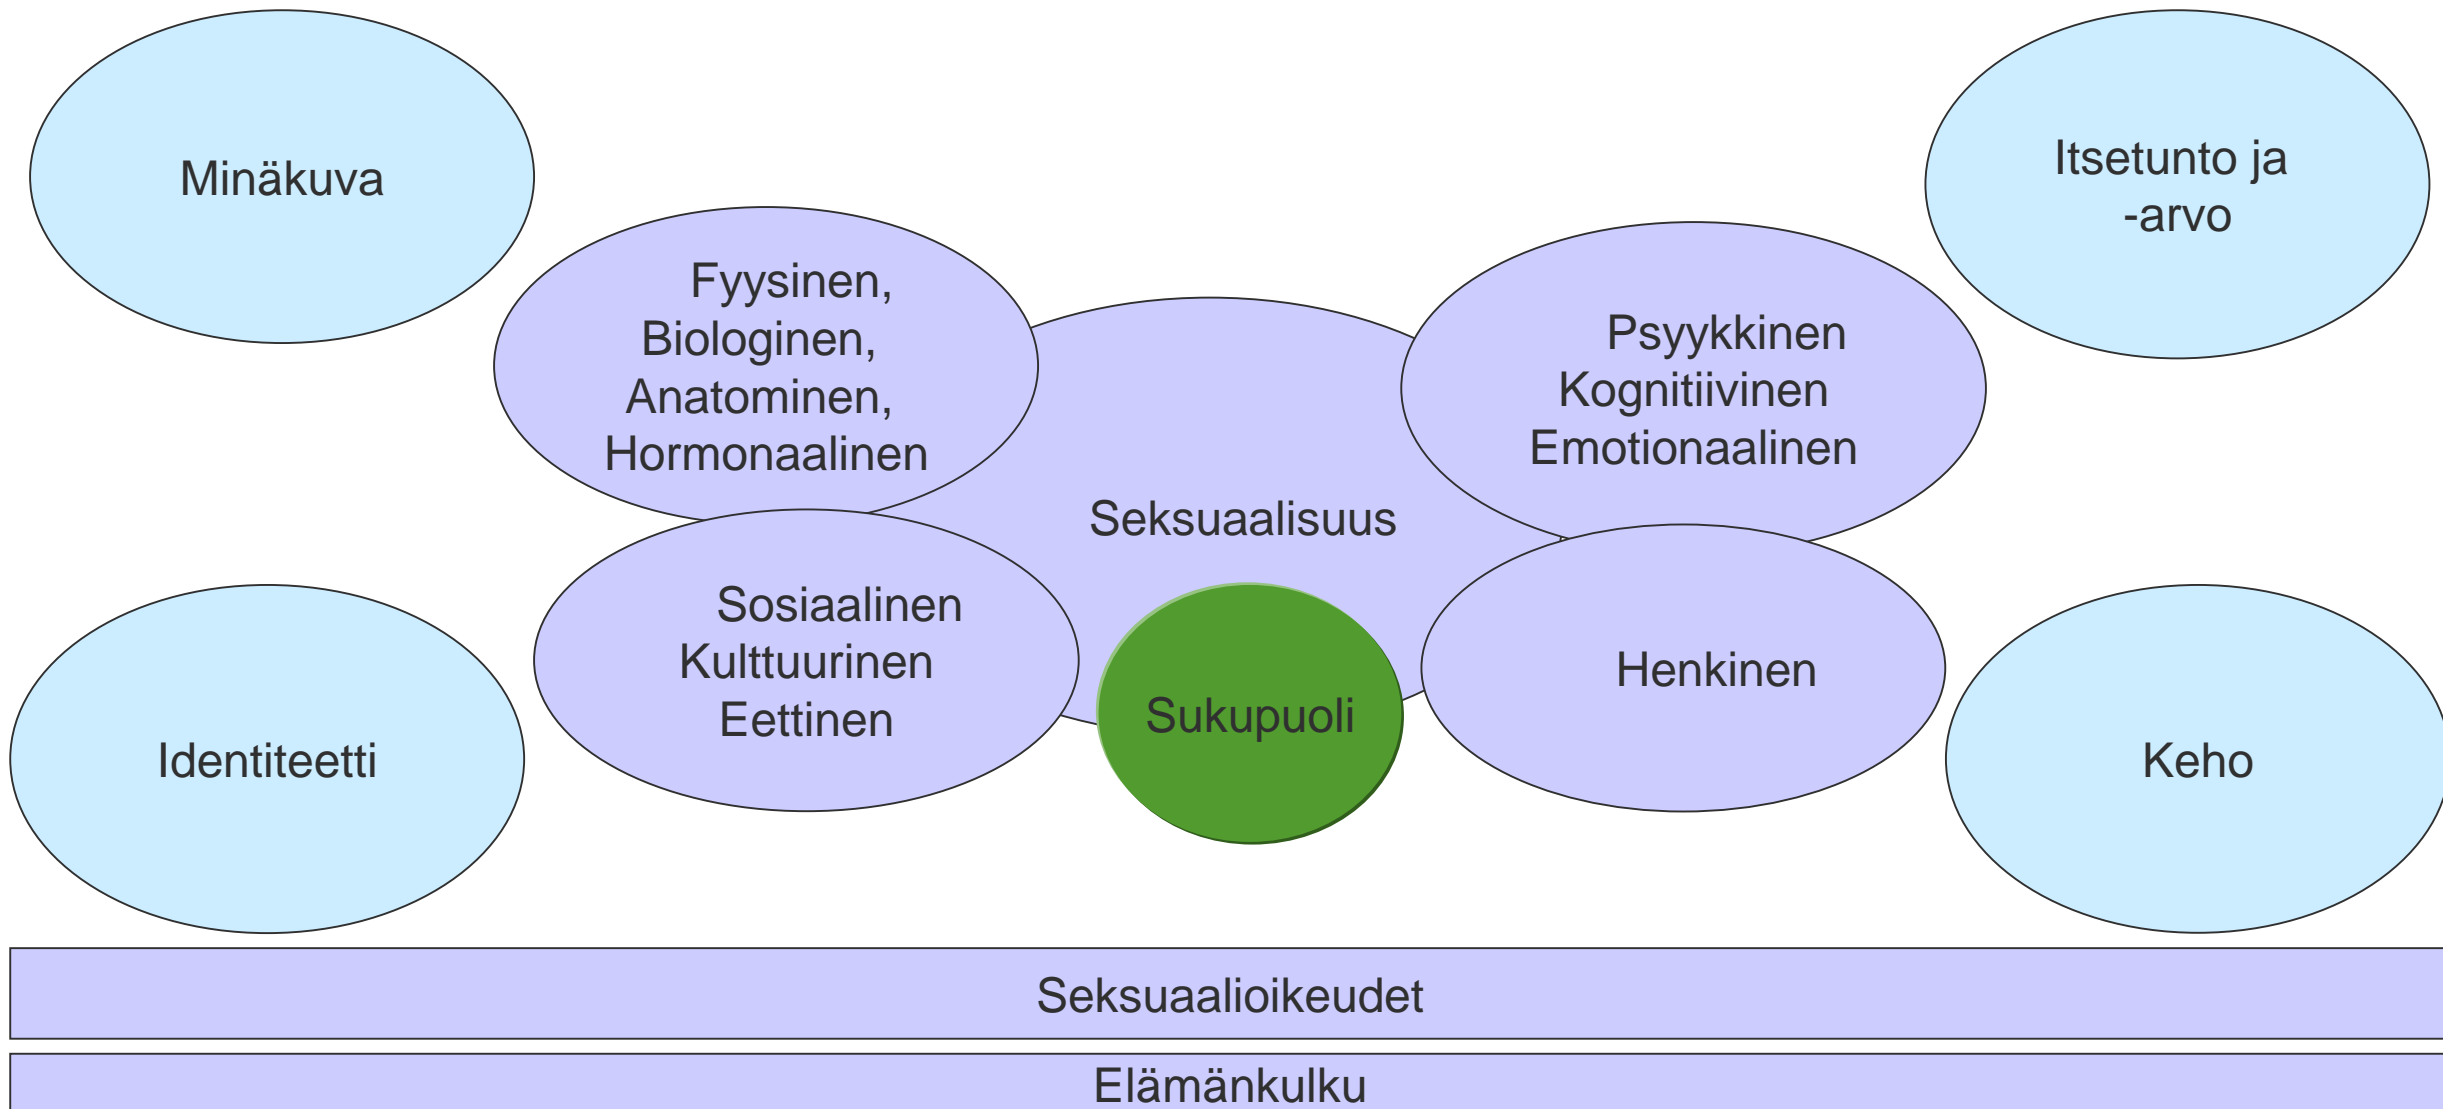 Minäkuva
Itsetunto ja
-arvo
Fyysinen,
Biologinen,
Anatominen,
Hormonaalinen
Psyykkinen
Kognitiivinen
Emotionaalinen
Seksuaalisuus
Sosiaalinen
Kulttuurinen
Eettinen
Sukupuoli
Henkinen
Identiteetti
Keho
Seksuaalioikeudet
Elämänkulku